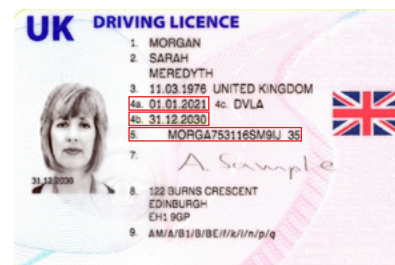 UK DRIVING LICENCE
1. MORGAN
2. SARAH
MEREDYTH
3. 11.03.1976 UNITED KINGDOM
4a. 01.01.2021 4c. DVLA
4b. 31.12.2030
5. MORGA753116SM9IJ 35
7. A. Sample
31.12.2030
8. 122 BURNS CRESCENT
EDINBURGH
EH1 9GP
9. AM/A/B1/B/BE/f/k/l/n/p/q